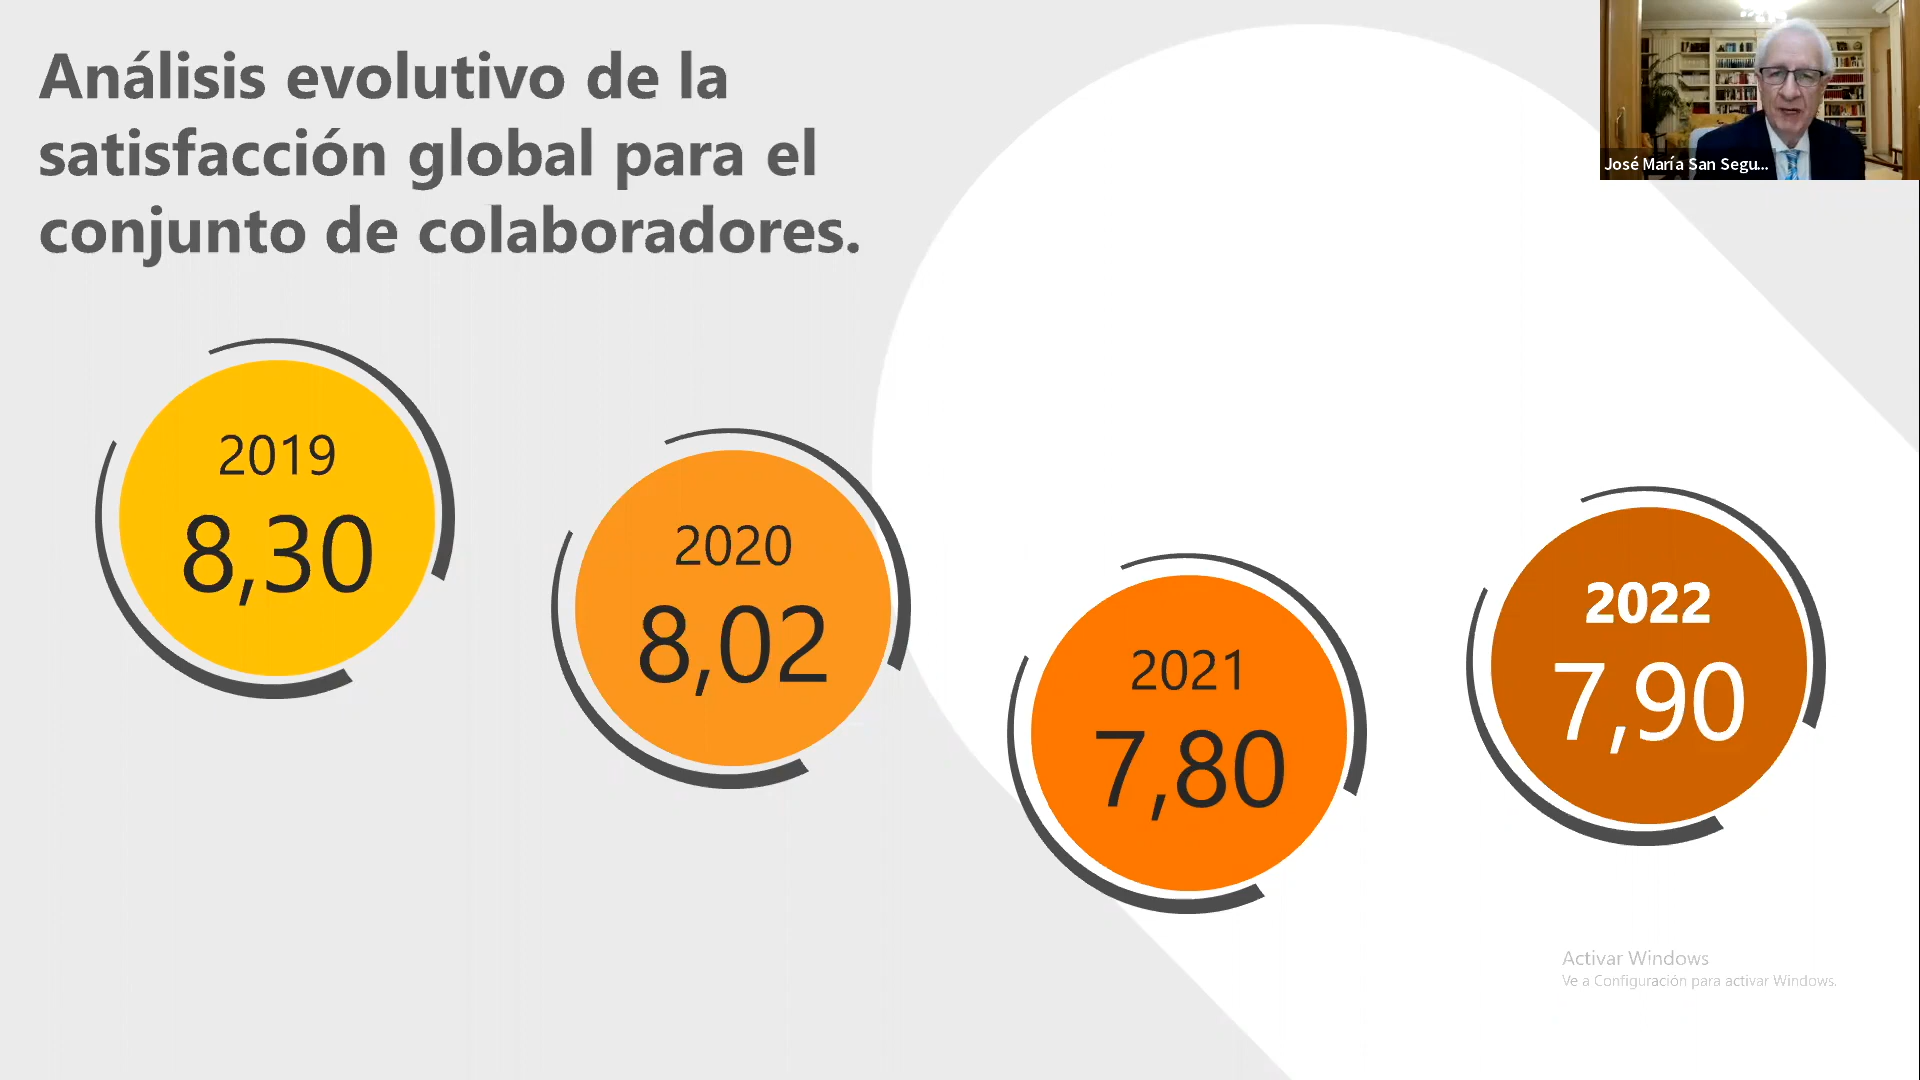 Análisis evolutivo de la
satisfacción global para el
conjunto de colaboradores.
José María San Segu...
2019
8,30
2020
8,02
2021
7,80
2022
7,90
Activar Windows
Ve a Configuración para activar Windows.